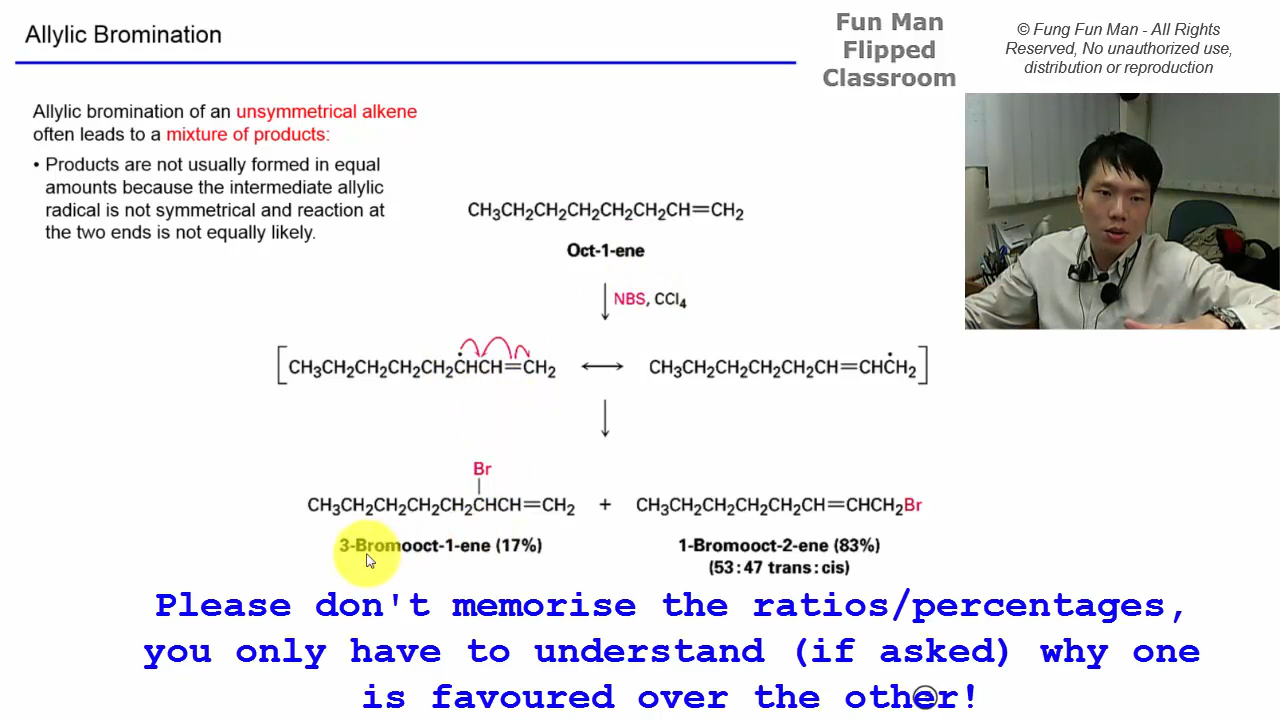 Allylic Bromination
Fun Man
Flipped
Classroom
© Fung Fun Man - All Rights
Reserved, No unauthorized use,
distribution or reproduction
Allylic bromination of an unsymmetrical alkene
often leads to a mixture of products:
• Products are not usually formed in equal
amounts because the intermediate allylic
radical is not symmetrical and reaction at
the two ends is not equally likely.
CH₃CH₂CH₂CH₂CH₂CH₂CH=CH₂
Oct-1-ene
NBS, CCl₄
[CH₃CH₂CH₂CH₂CH₂ĊHCH=CH₂ ↔ CH₃CH₂CH₂CH₂CH₂CH=CHĊH₂]
Br
CH₃CH₂CH₂CH₂CH₂CHCH=CH₂ + CH₃CH₂CH₂CH₂CH₂CH=CHCH₂Br
3-Bromooct-1-ene (17%)
1-Bromooct-2-ene (83%)
(53:47 trans:cis)
Please don't memorise the ratios/percentages,
you only have to understand (if asked) why one
is favoured over the other!